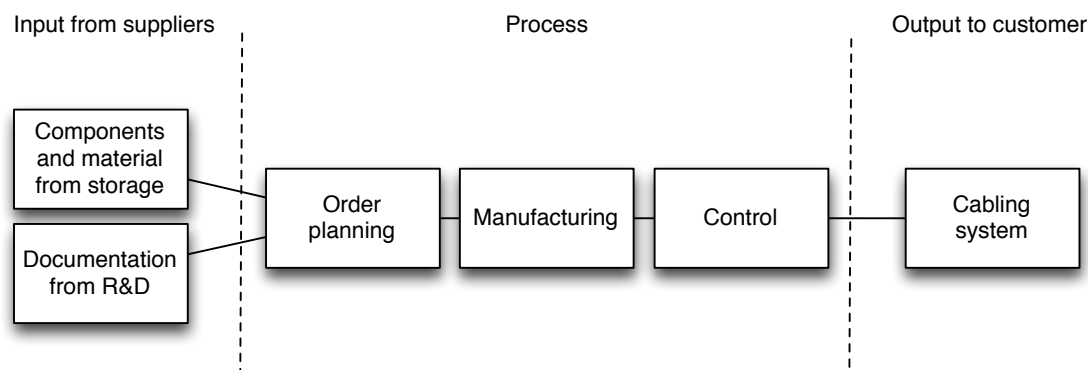 Input from suppliers
Process
Output to customer
Components
and material
from storage
Documentation
from R&D
Order
planning
Manufacturing
Control
Cabling
system